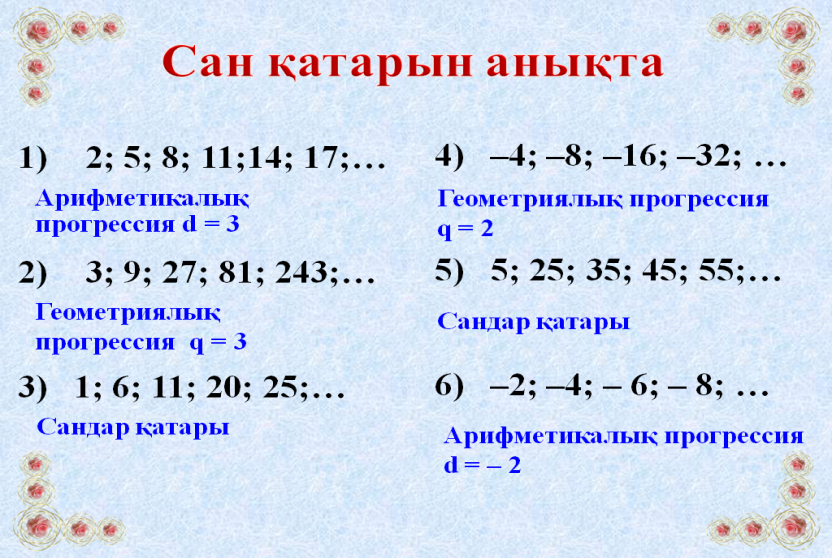 Сан қатарын анықта
1) 2; 5; 8; 11;14; 17;…
Арифметикалық
прогрессия d = 3
2) 3; 9; 27; 81; 243;…
Геометриялық
прогрессия q = 3
3) 1; 6; 11; 20; 25;…
Сандар қатары
4) –4; –8; –16; –32; …
Геометриялық прогрессия
q = 2
5) 5; 25; 35; 45; 55;…
Сандар қатары
6) –2; –4; – 6; – 8; …
Арифметикалық прогрессия
d = – 2